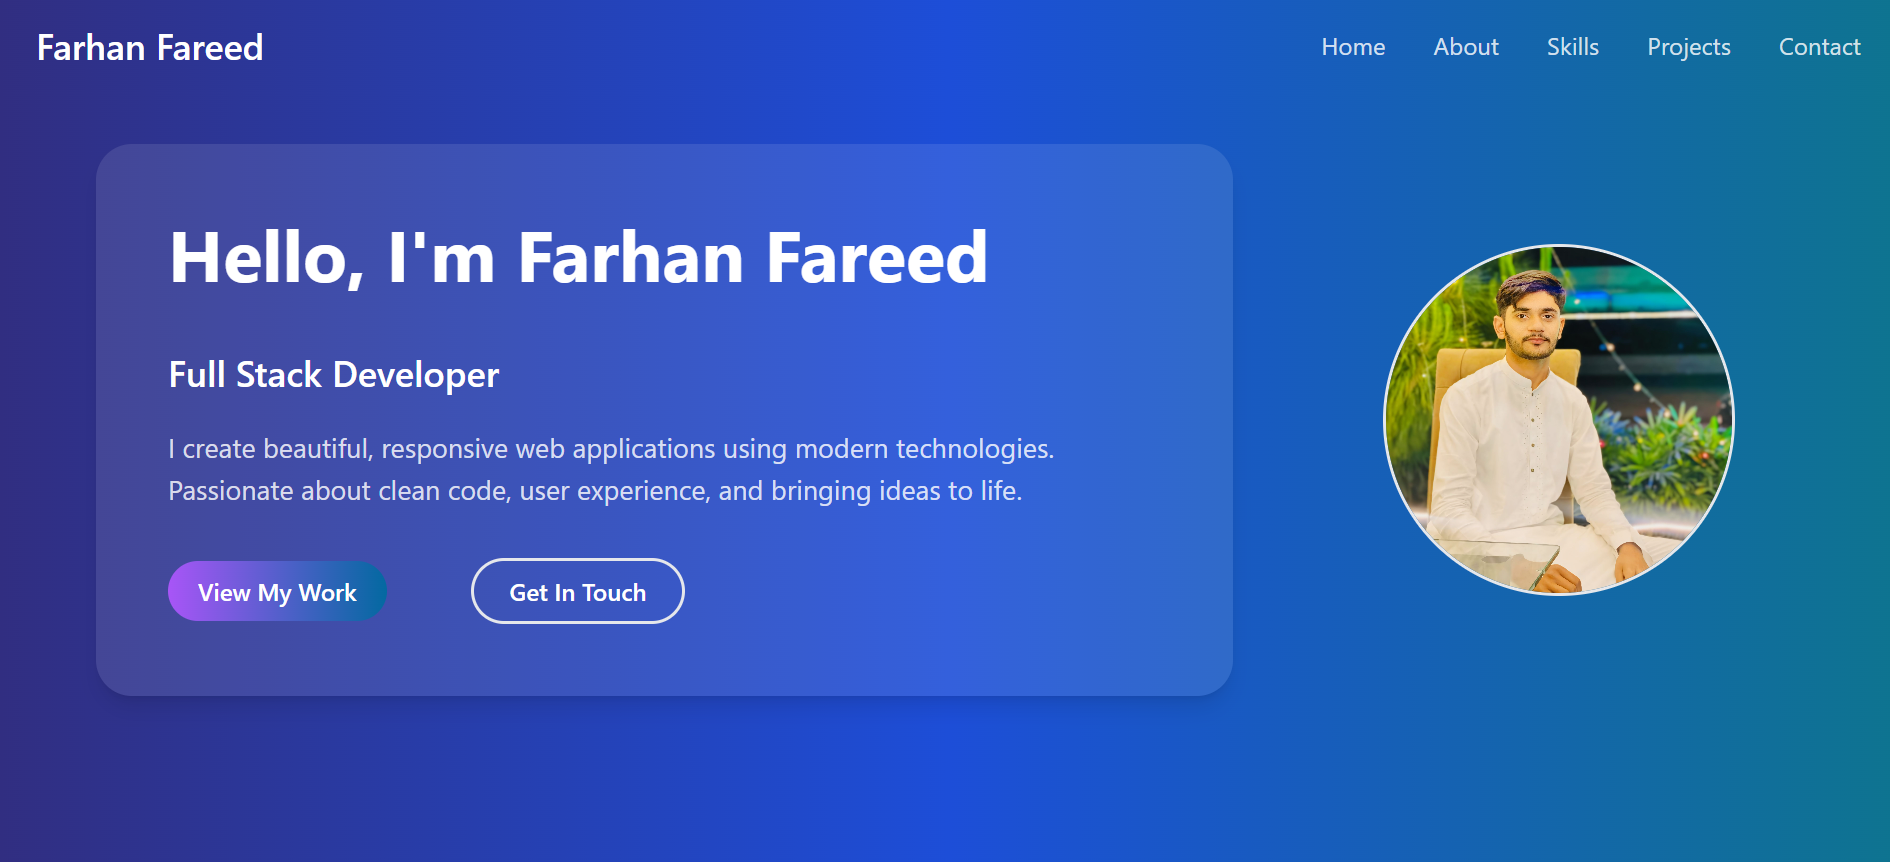 Farhan Fareed
Home About Skills Projects Contact
Hello, I'm Farhan Fareed
Full Stack Developer
I create beautiful, responsive web applications using modern technologies.
Passionate about clean code, user experience, and bringing ideas to life.
View My Work
Get In Touch